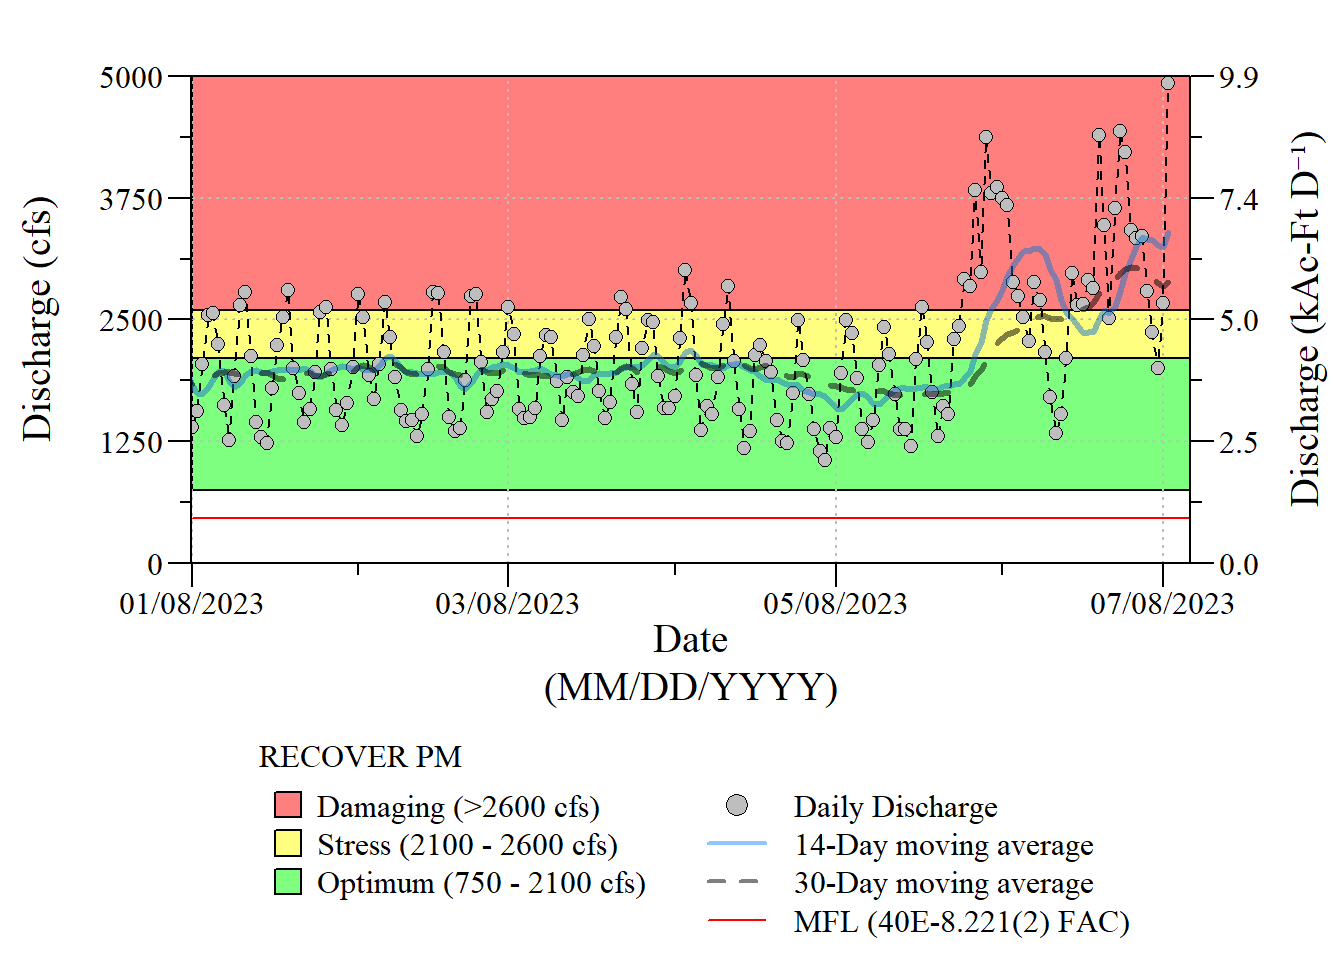 5000
3750
2500
1250
0
Discharge (cfs)
9.9
7.4
5.0
2.5
0.0
Discharge (kAc-Ft D⁻¹)
01/08/2023 03/08/2023 05/08/2023 07/08/2023
Date
(MM/DD/YYYY)
RECOVER PM
Damaging (>2600 cfs)
Stress (2100 - 2600 cfs)
Optimum (750 - 2100 cfs)
Daily Discharge
14-Day moving average
30-Day moving average
MFL (40E-8.221(2) FAC)